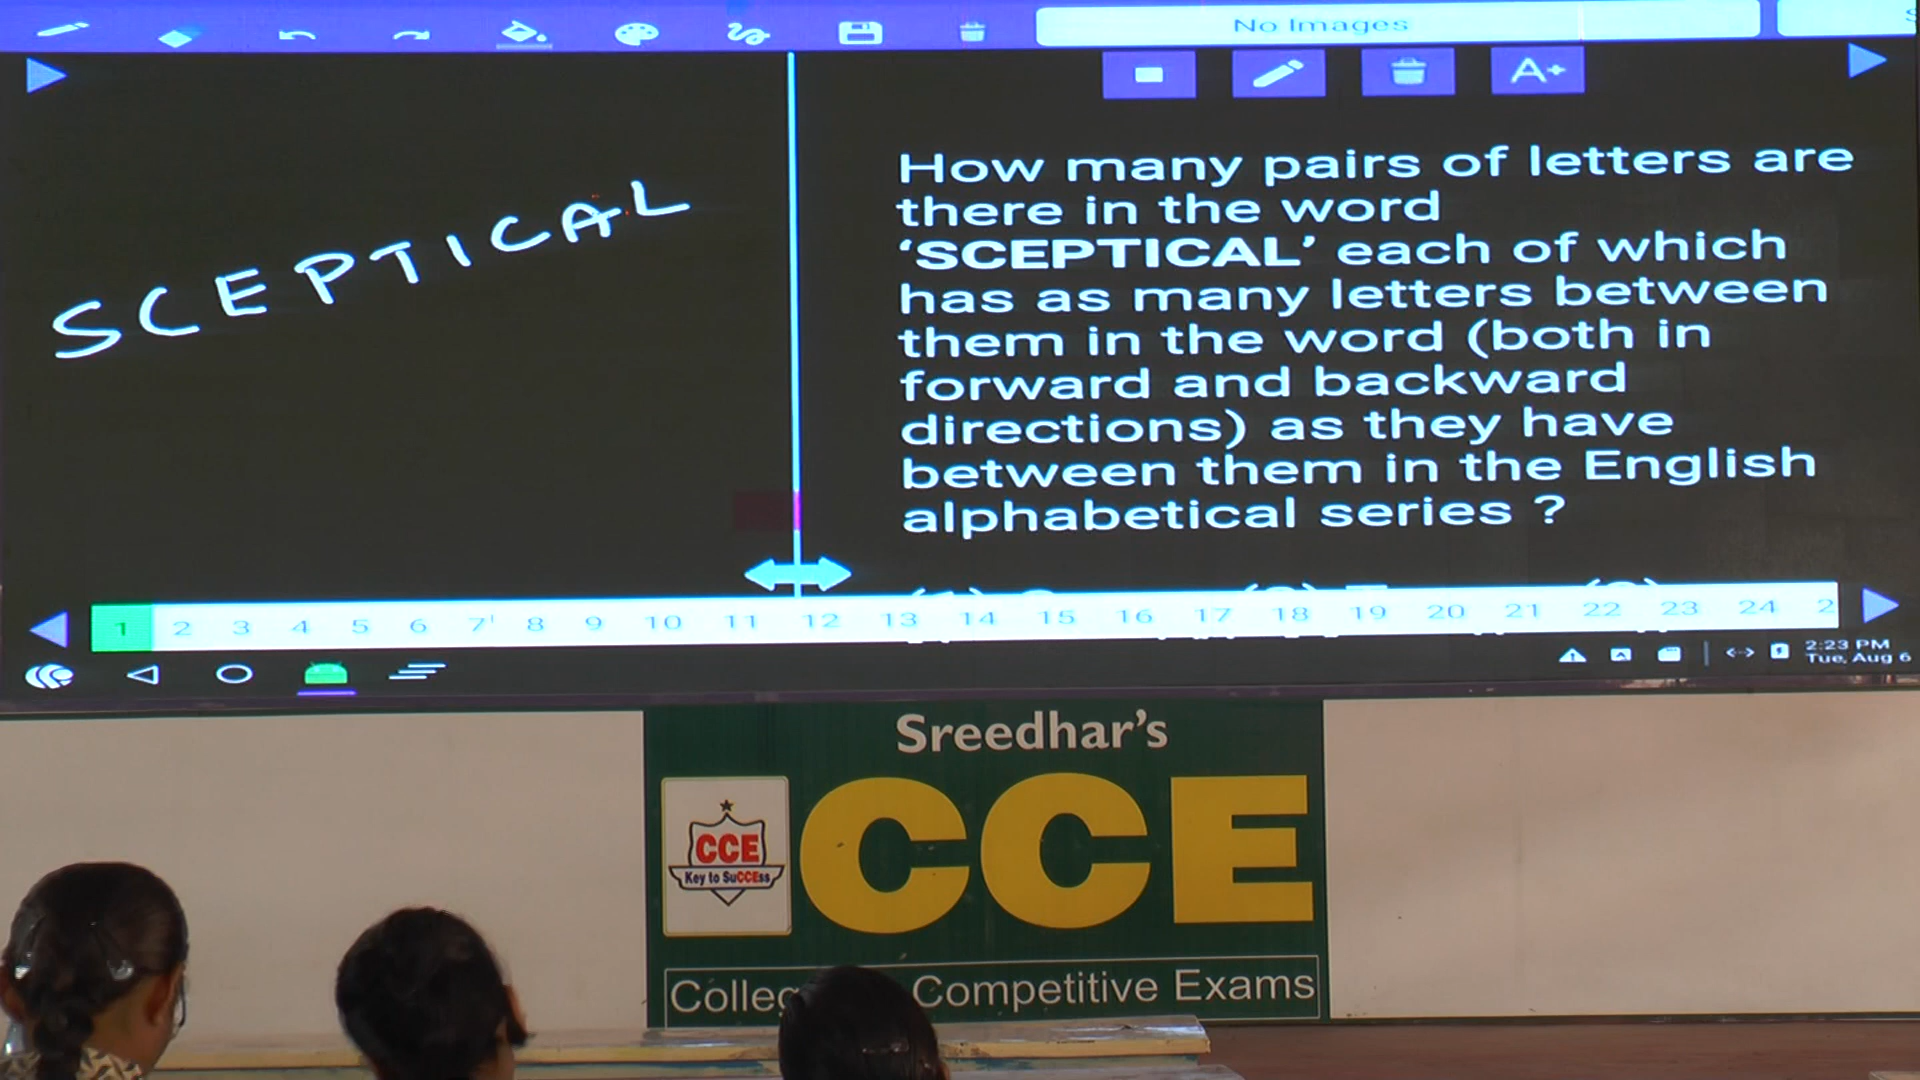 No Images
A+
SCEPTICAL
How many pairs of letters are
there in the word
‘SCEPTICAL’ each of which
has as many letters between
them in the word (both in
forward and backward
directions) as they have
between them in the English
alphabetical series ?
1 2 3 4 5 6 7 8 9 10 11 12 13 14 15 16 17 18 19 20 21 22 23 24 2
2:23 PM
Tue, Aug 6
Sreedhar's
CCE
CCE
Key to SuCCEss
Competitive Exams